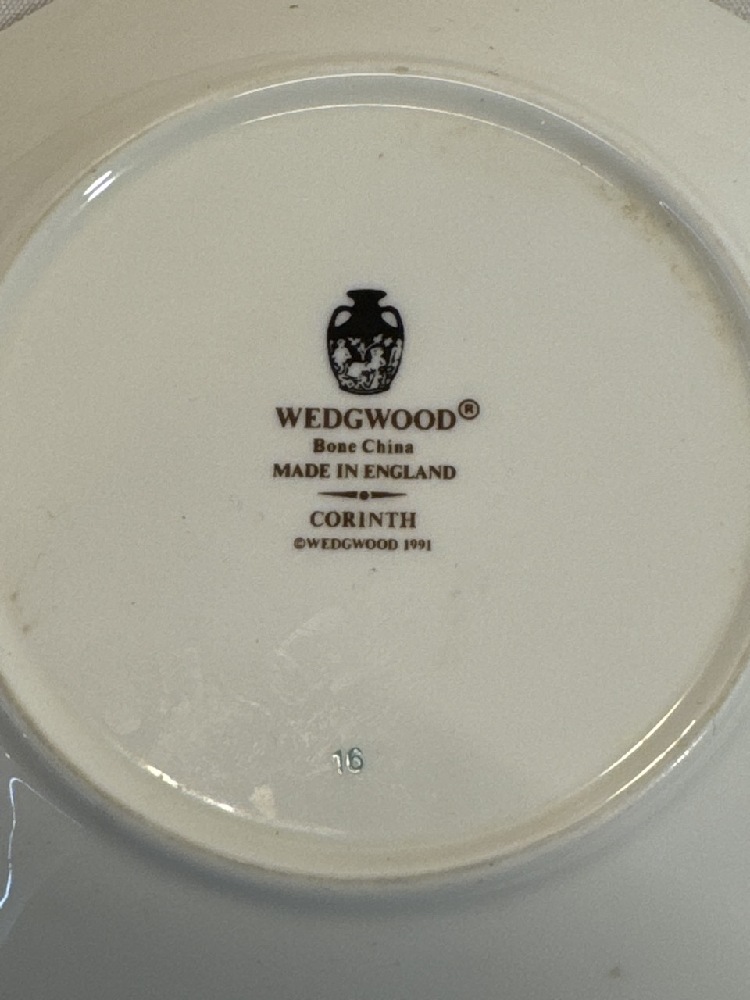 WEDGWOOD®
Bone China
MADE IN ENGLAND
CORINTH
©WEDGWOOD 1991
16